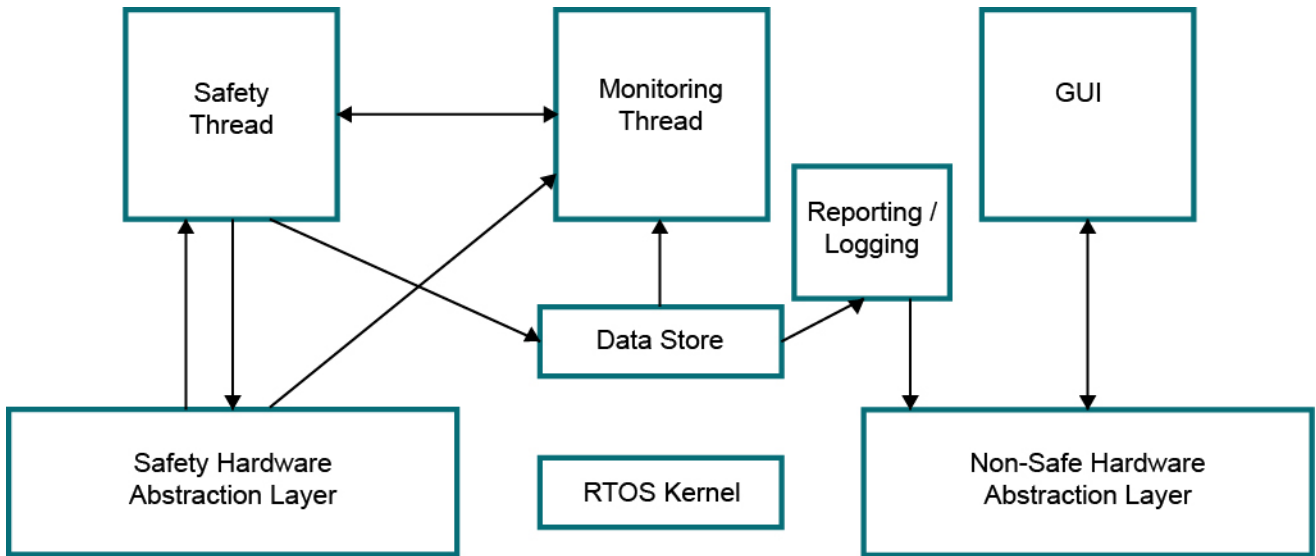 Safety
Thread
Monitoring
Thread
GUI
Reporting /
Logging
Data Store
Safety Hardware
Abstraction Layer
RTOS Kernel
Non-Safe Hardware
Abstraction Layer